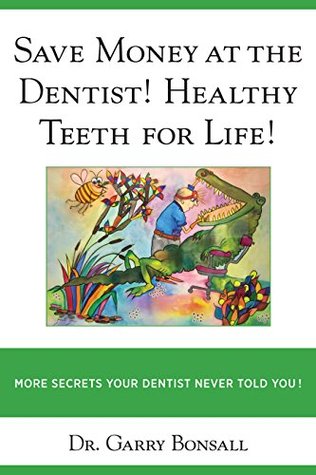 Save Money at the
Dentist! Healthy
Teeth for Life!
MORE SECRETS YOUR DENTIST NEVER TOLD YOU!
Dr. Garry Bonsall